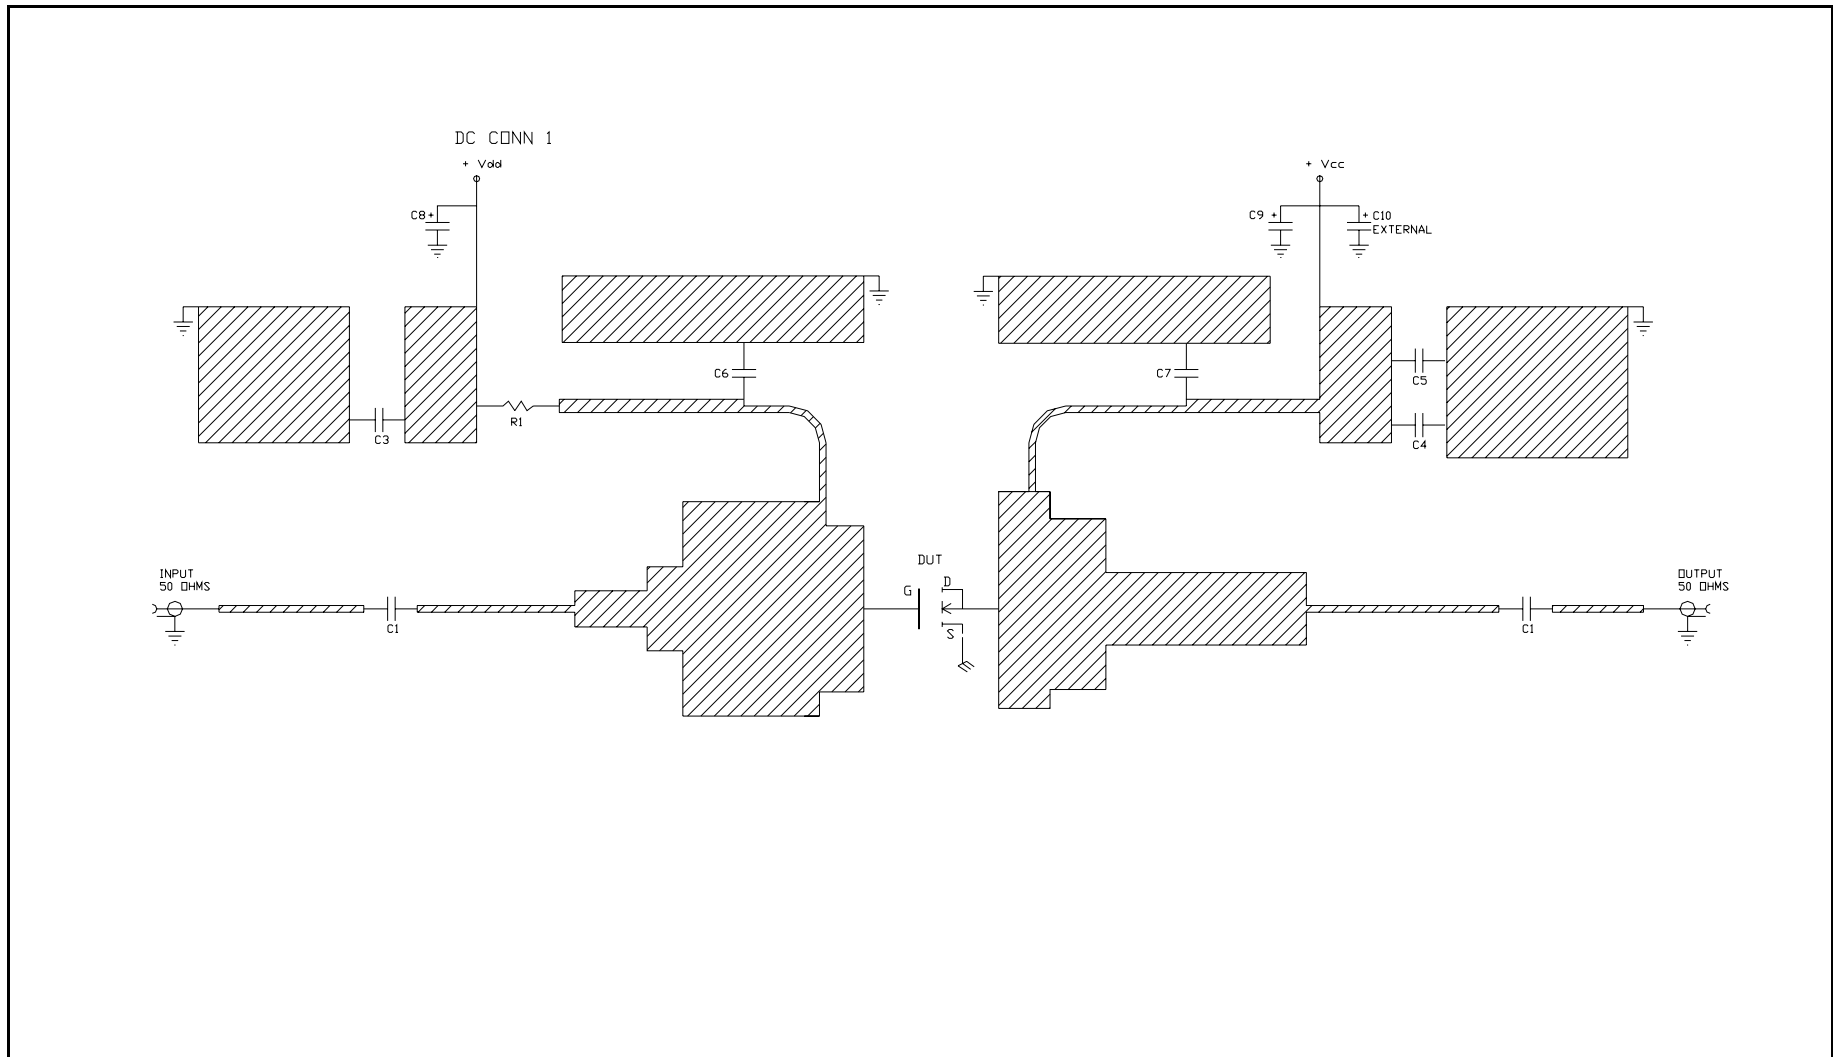 DC CONN 1
+ Vdd
+ Vcc
C8 +
C9 +
+ C10
EXTERNAL
C6
C7
C5
C3
R1
C4
DUT
INPUT
50 OHMS
G
D
S
OUTPUT
50 OHMS
C1
C1